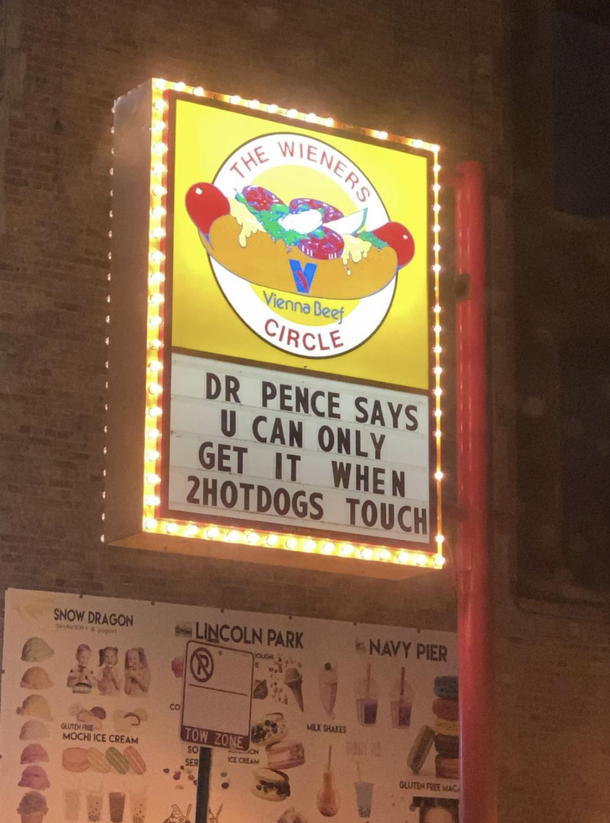 THE WIENERS
V
Vienna Beef
CIRCLE
DR PENCE SAYS
U CAN ONLY
GET IT WHEN
2HOTDOGS TOUCH
SNOW DRAGON
LINCOLN PARK
NAVY PIER
P
TOW ZONE
GLUTEN FREE
MOCHI ICE CREAM
MILK SHAKES
ICE CREAM
GLUTEN FREE MAC